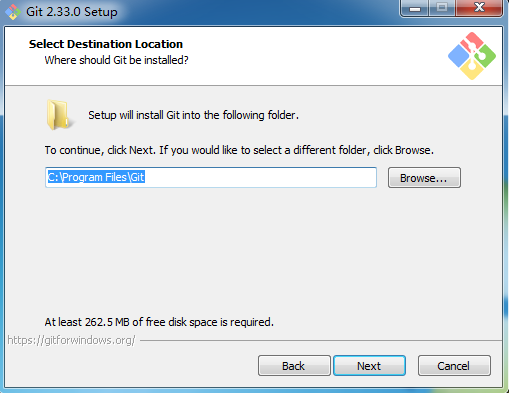 Git 2.33.0 Setup
Select Destination Location
Where should Git be installed?
Setup will install Git into the following folder.
To continue, click Next. If you would like to select a different folder, click Browse.
C:\Program Files\Git
Browse...
At least 262.5 MB of free disk space is required.
https://gitforwindows.org/
Back
Next
Cancel